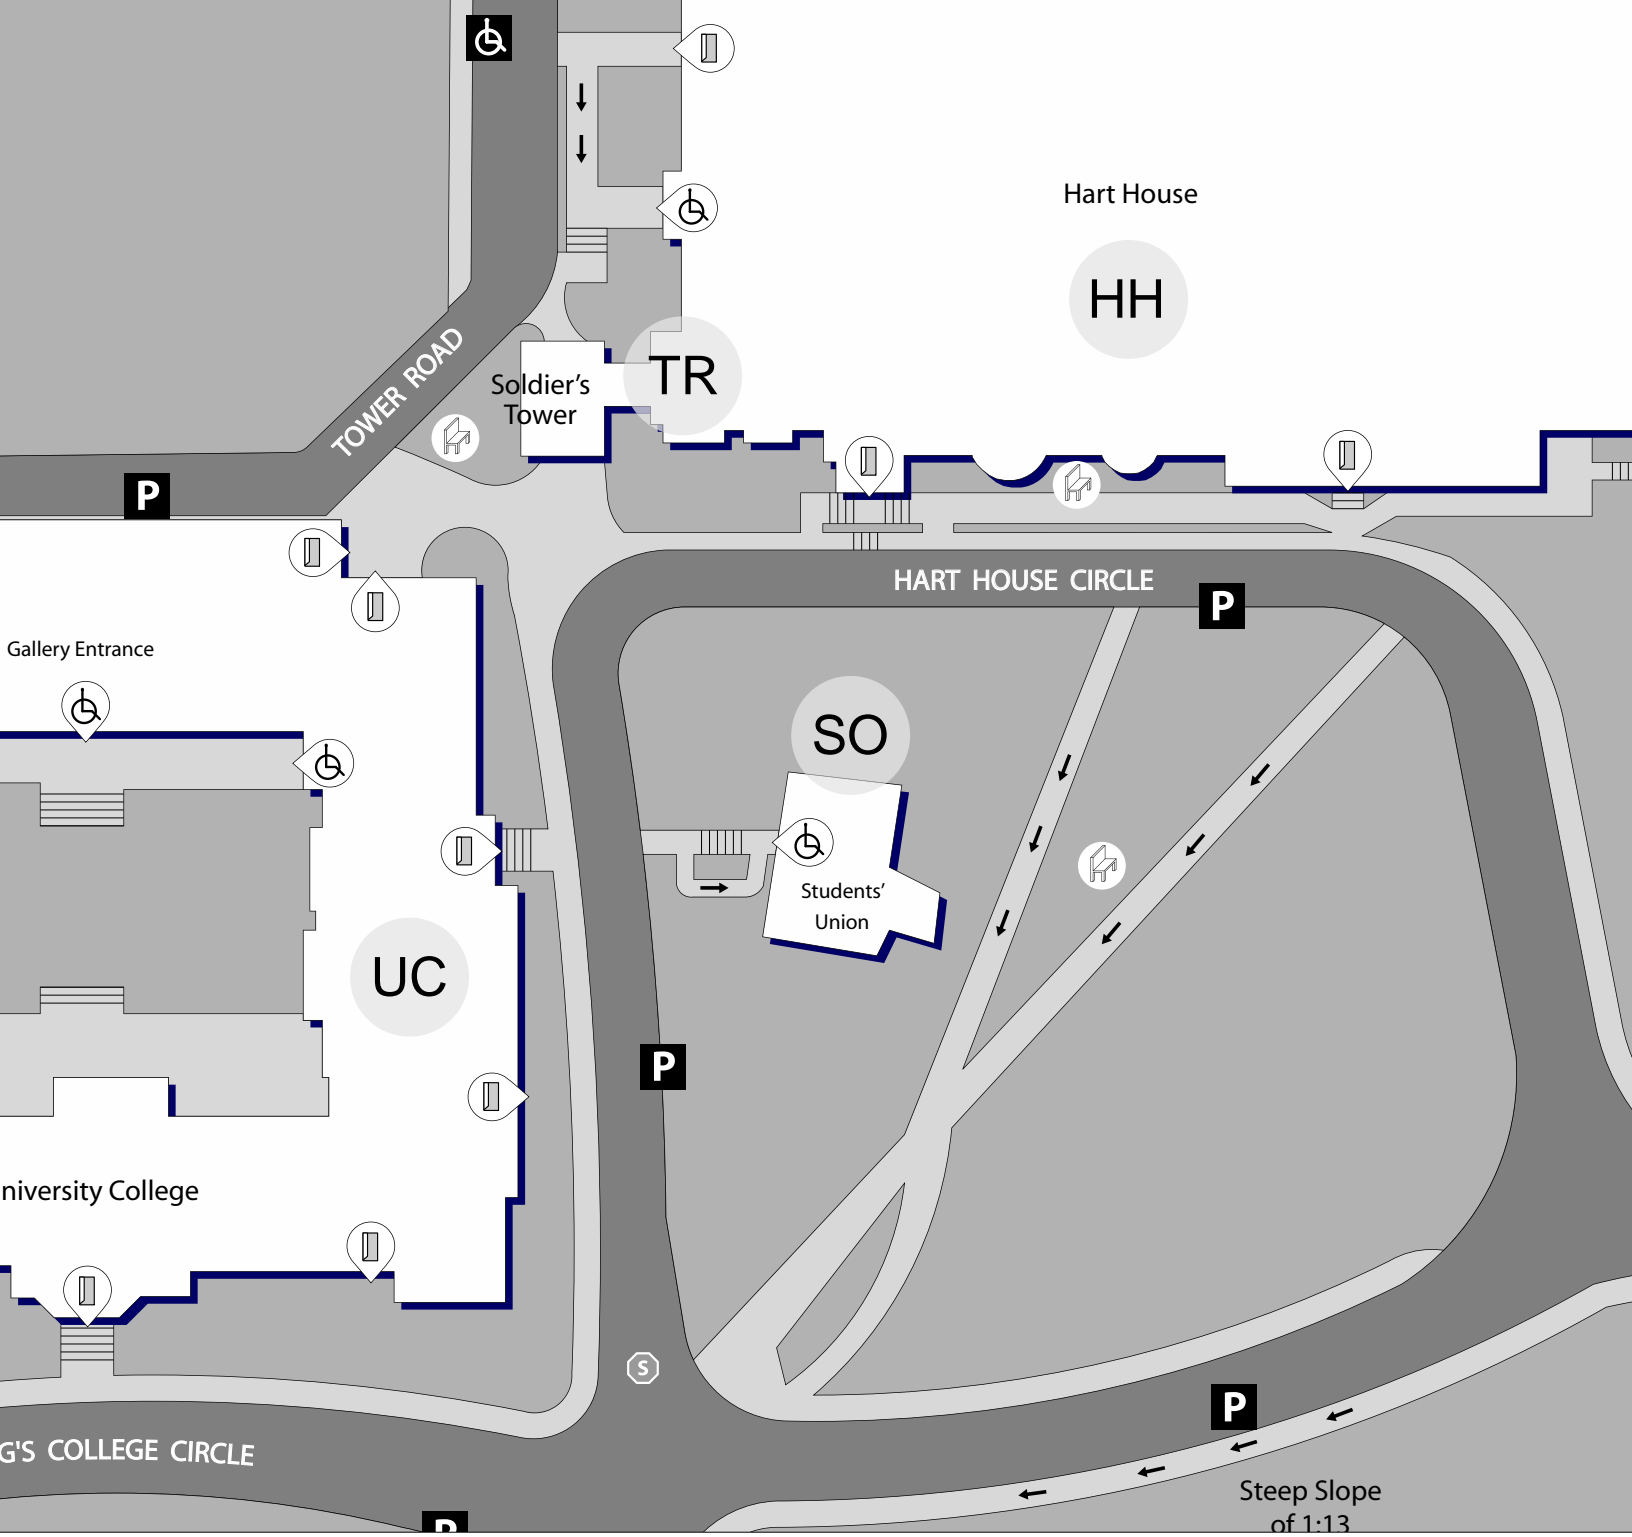 Hart House
HH
TOWER ROAD
TR
Soldier's
Tower
P
HART HOUSE CIRCLE
P
Gallery Entrance
SO
Students'
Union
UC
P
niversity College
S
P
G'S COLLEGE CIRCLE
Steep Slope
of 1:13
P